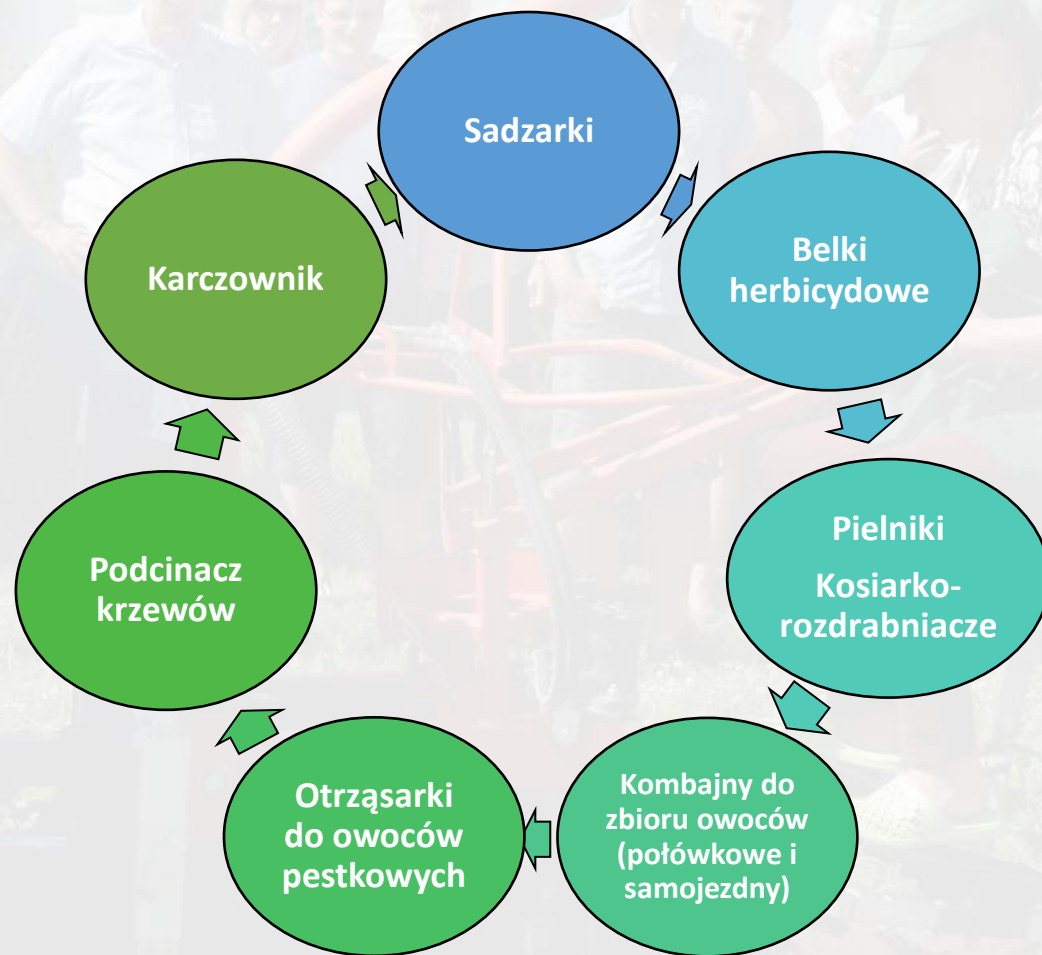 Sadzarki
Belki
herbicydowe
Pielniki
Kosiarko-
rozdrabniacze
Kombajny do
zbioru owoców
(połówkowe i
samojezdny)
Otrząsarki
do owoców
pestkowych
Podcinacz
krzewów
Karczownik